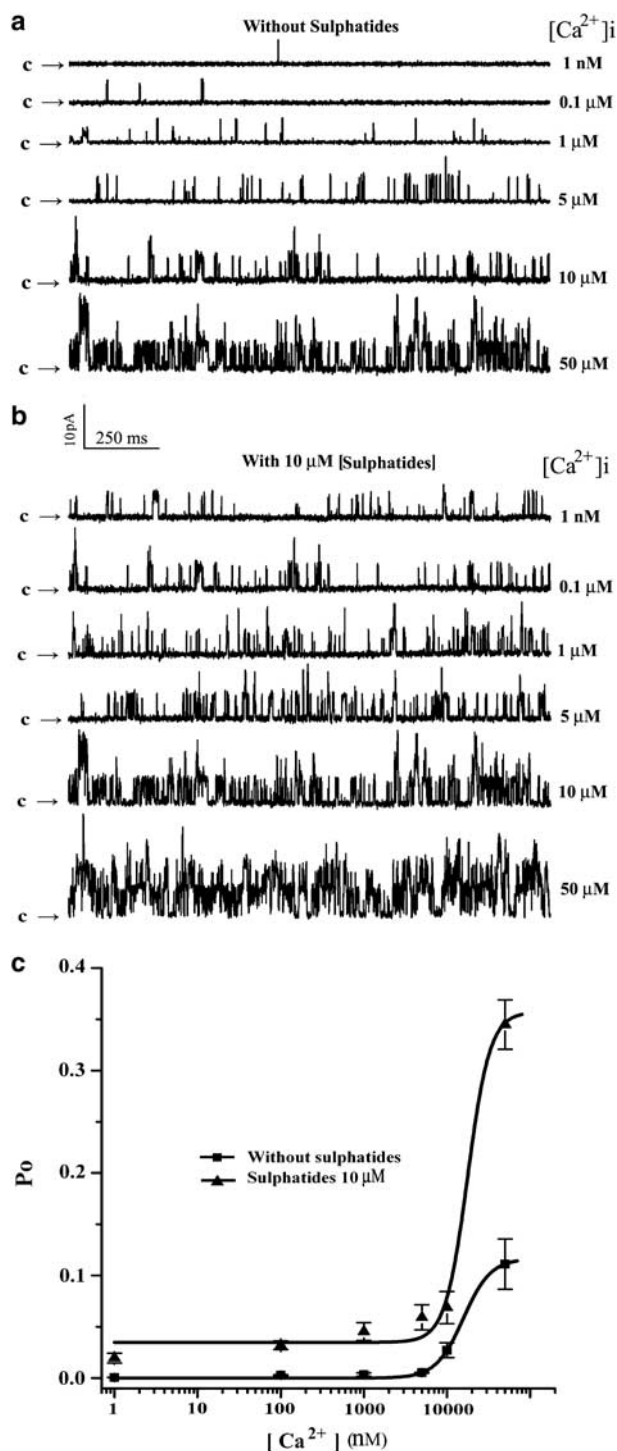 a
Without Sulphatides [Ca2+]i
c → 1 nM
c → 0.1 μM
c → 1 μM
c → 5 μM
c → 10 μM
c → 50 μM
b
10pA
250 ms
With 10 μM [Sulphatides] [Ca2+]i
c → 1 nM
c → 0.1 μM
c → 1 μM
c → 5 μM
c → 10 μM
c → 50 μM
c
0.4
0.3
0.2
0.1
0.0
Po
Without sulphatides
Sulphatides 10 μM
1 10 100 1000 10000
[ Ca2+ ] (nM)